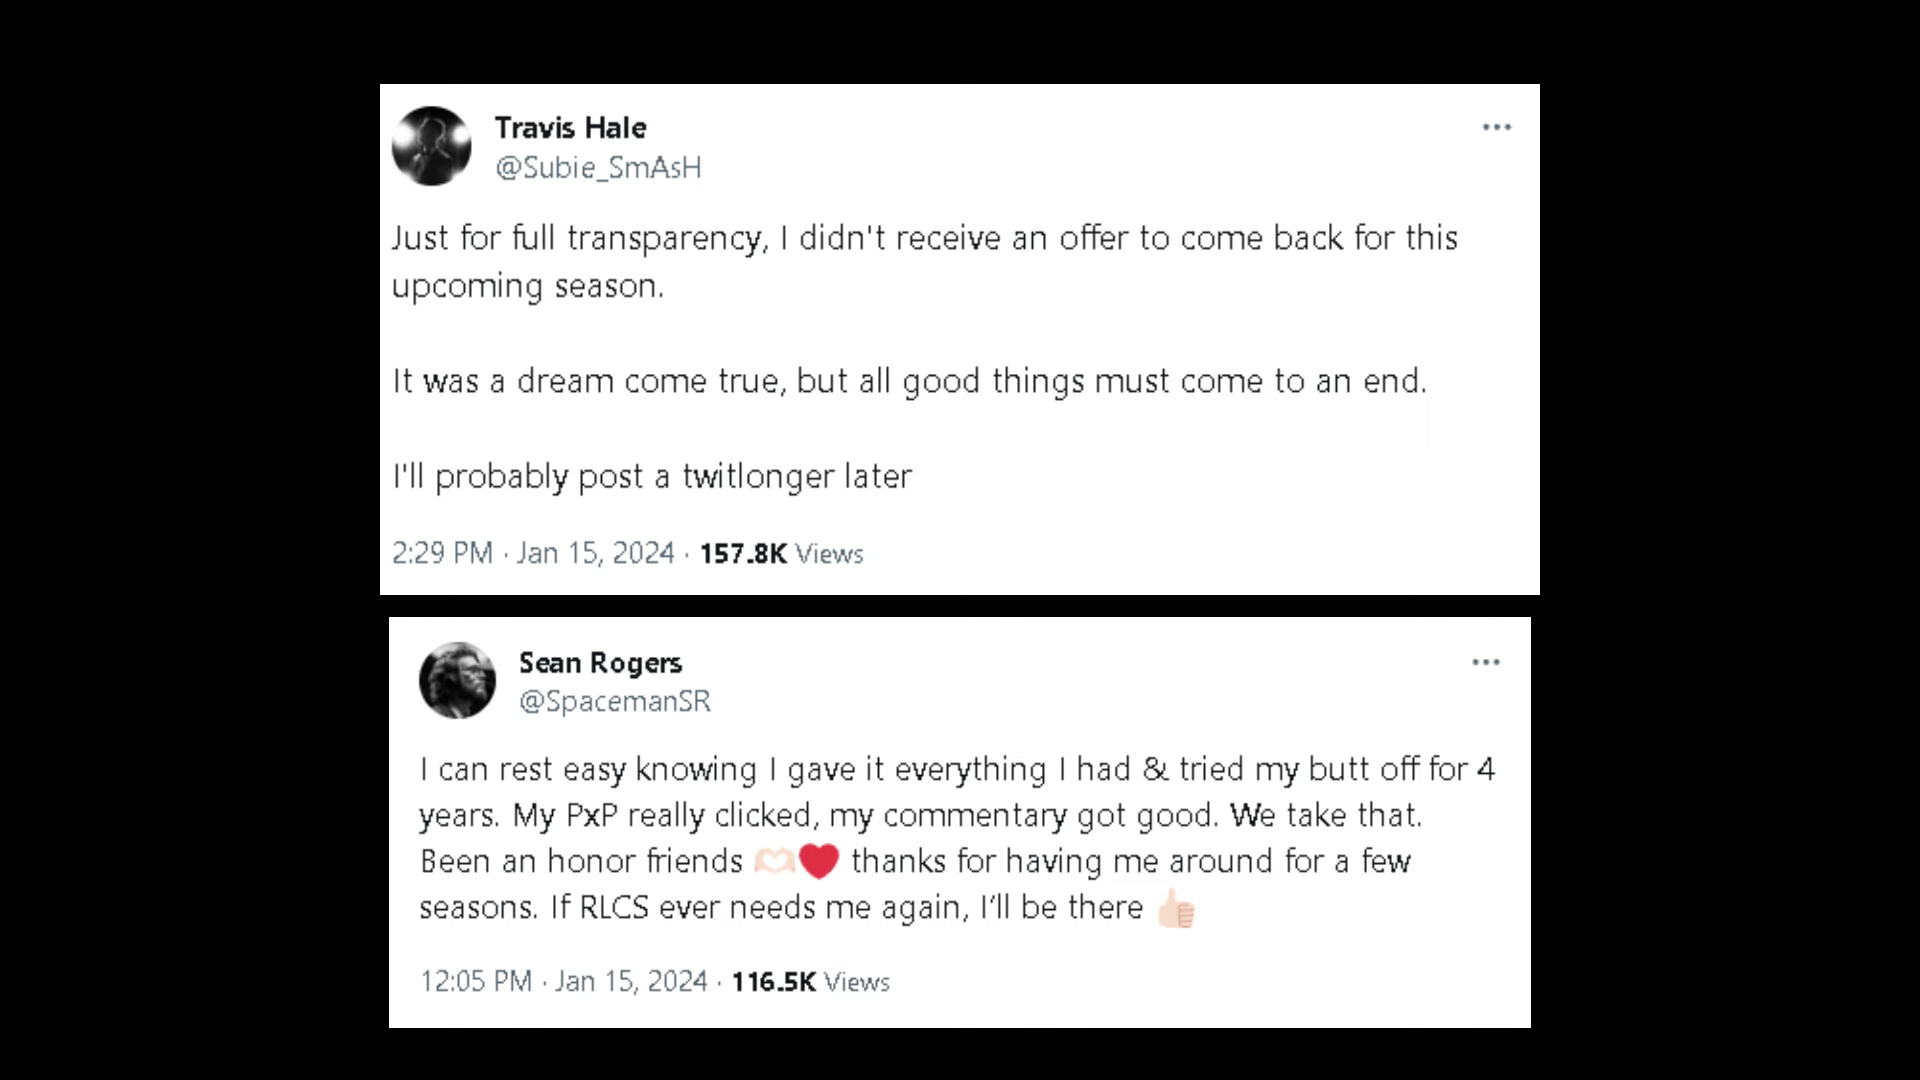 Travis Hale
@Subie_SmAsH
Just for full transparency, I didn't receive an offer to come back for this
upcoming season.
It was a dream come true, but all good things must come to an end.
I'll probably post a twitlonger later
2:29 PM · Jan 15, 2024 · 157.8K Views
Sean Rogers
@SpacemanSR
I can rest easy knowing I gave it everything I had & tried my butt off for 4
years. My PxP really clicked, my commentary got good. We take that.
Been an honor friends 🫶🏻❤️ thanks for having me around for a few
seasons. If RLCS ever needs me again, I’ll be there 👍🏻
12:05 PM · Jan 15, 2024 · 116.5K Views